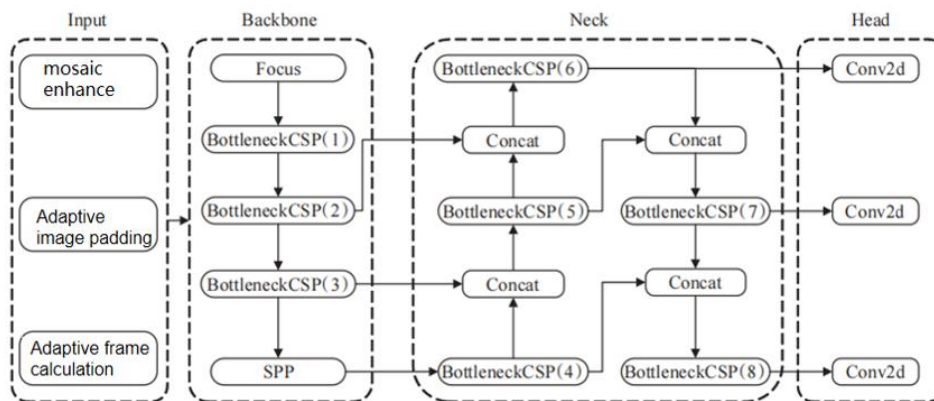 Input
Backbone
Neck
Head
mosaic
enhance
Adaptive
image padding
Adaptive frame
calculation
Focus
BottleneckCSP(1)
BottleneckCSP(2)
BottleneckCSP(3)
SPP
BottleneckCSP(6)
Concat
BottleneckCSP(5)
Concat
BottleneckCSP(4)
Concat
BottleneckCSP(7)
Concat
BottleneckCSP(8)
Conv2d
Conv2d
Conv2d